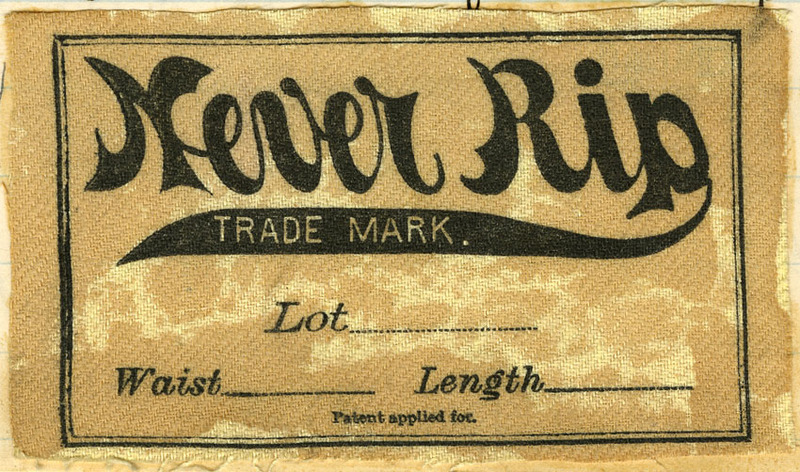 Never Rip
TRADE MARK.
Lot
Waist Length
Patent applied for.